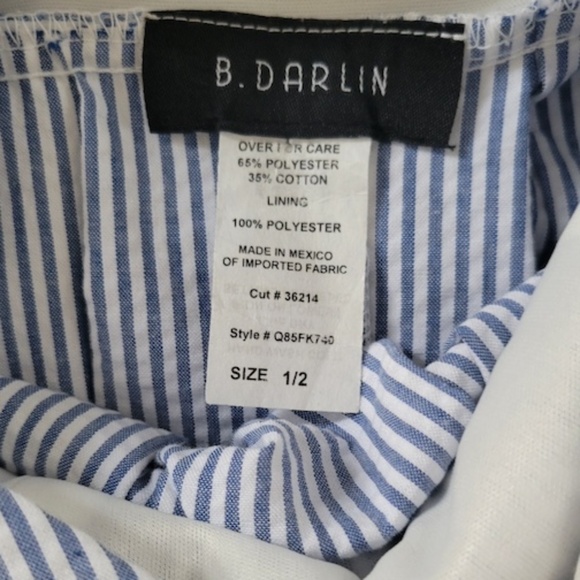 B. DARLIN
OVER FOR CARE
65% POLYESTER
35% COTTON
LINING
100% POLYESTER
MADE IN MEXICO
OF IMPORTED FABRIC
Cut # 36214
Style # Q85FK740
SIZE 1/2